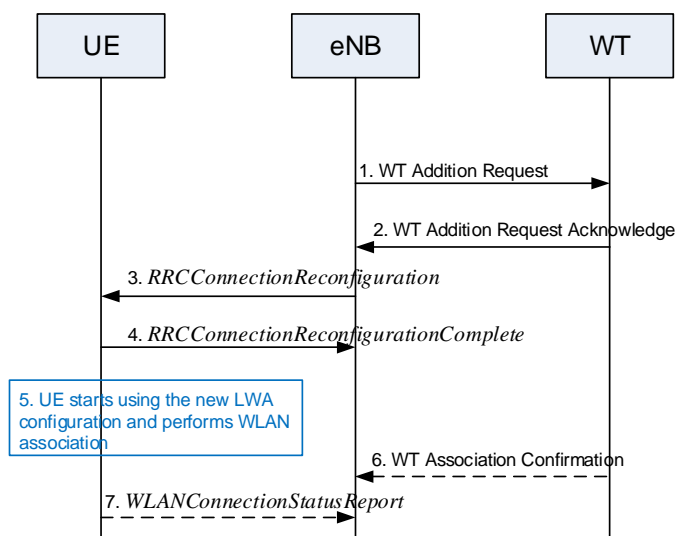 UE
eNB
WT
1. WT Addition Request
2. WT Addition Request Acknowledge
3. RRCConnectionReconfiguration
4. RRCConnectionReconfigurationComplete
5. UE starts using the new LWA
configuration and performs WLAN
association
6. WT Association Confirmation
7. WLANConnectionStatusReport